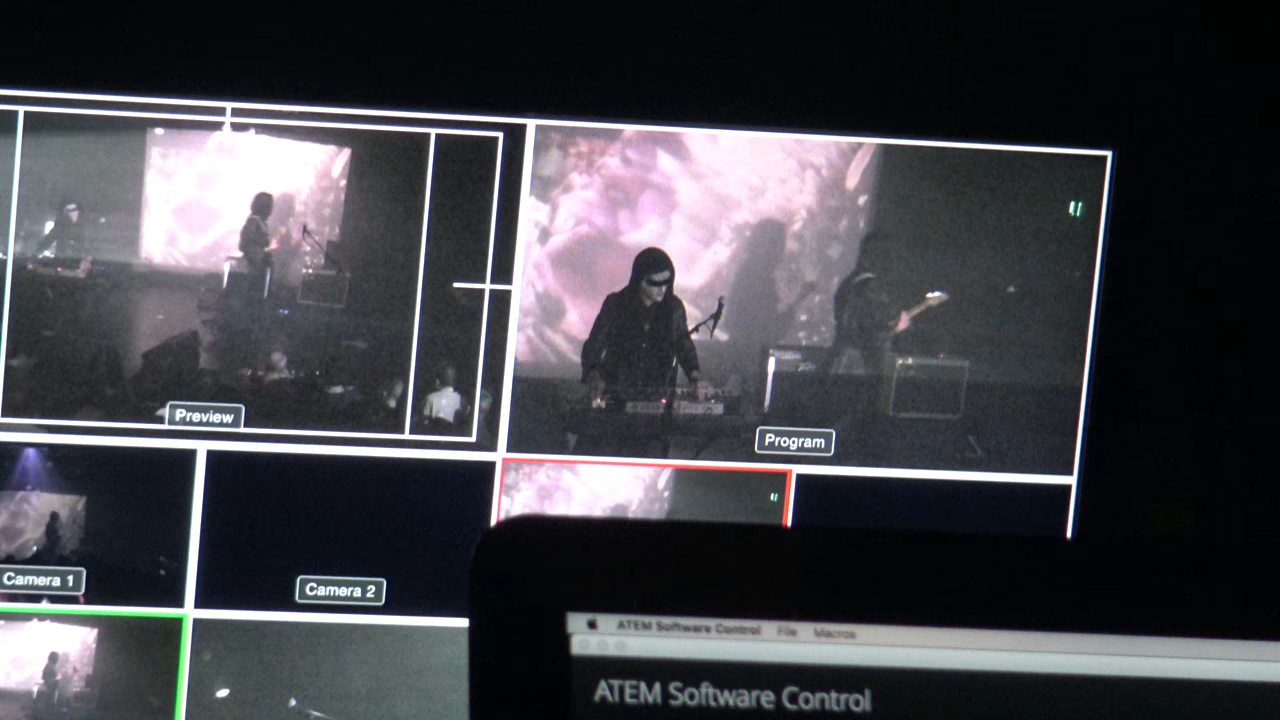 Preview
Program
Camera 1
Camera 2
ATEM Software Control File Macros
ATEM Software Control